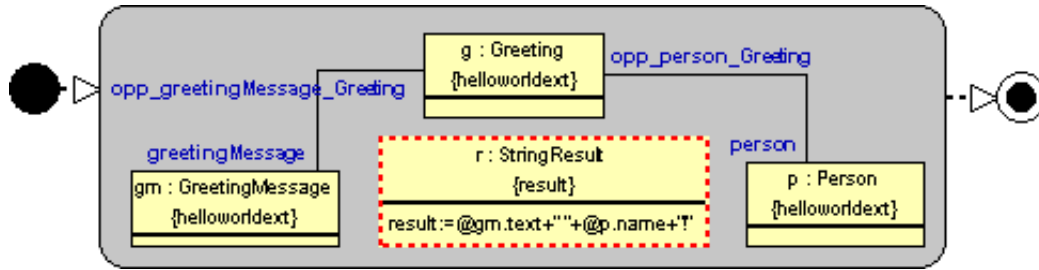 g : Greeting
{helloworldext}
opp_person_Greeting
opp_greetingMessage_Greeting
greetingMessage
person
gm : GreetingMessage
{helloworldext}
r : StringResult
{result}
result:=@gm.text+" "+@p.name+"!"
p : Person
{helloworldext}